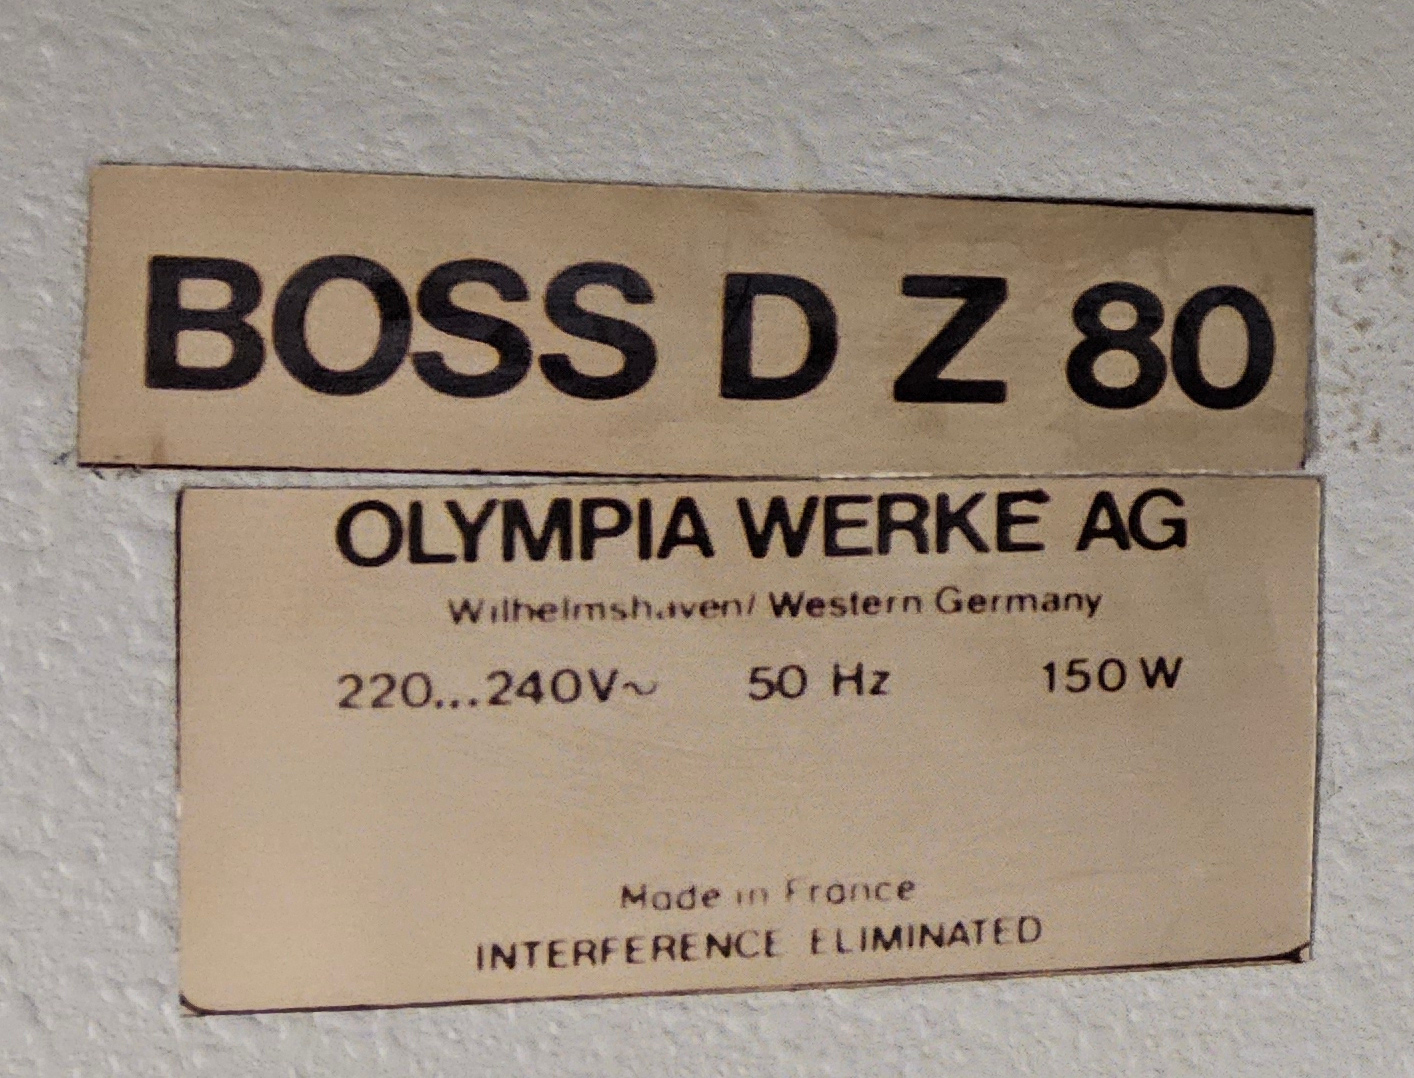 BOSS D Z 80
OLYMPIA WERKE AG
Wilhelmshaven/ Western Germany
220...240V~ 50 Hz 150 W
Made in France
INTERFERENCE ELIMINATED